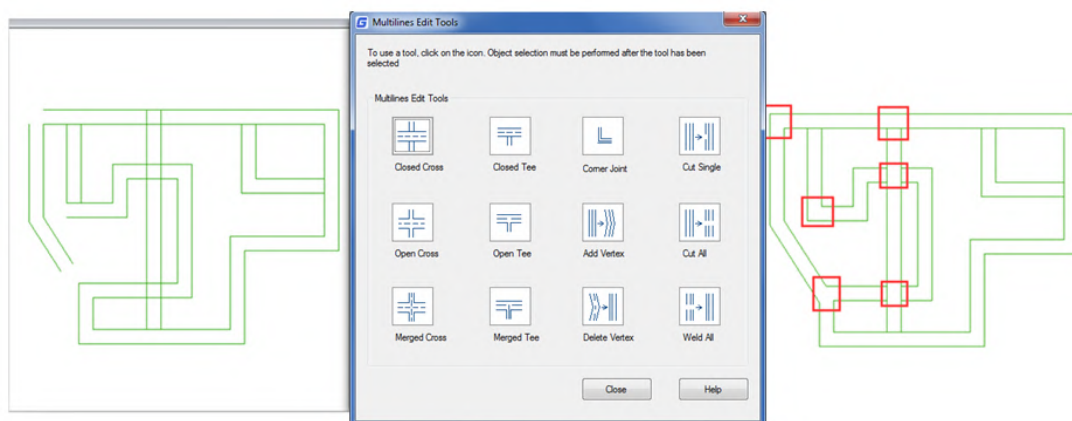 Multilines Edit Tools
To use a tool, click on the icon. Object selection must be performed after the tool has been
selected
Multilines Edit Tools
Closed Cross
Closed Tee
Corner Joint
Cut Single
Open Cross
Open Tee
Add Vertex
Cut All
Merged Cross
Merged Tee
Delete Vertex
Weld All
Close
Help